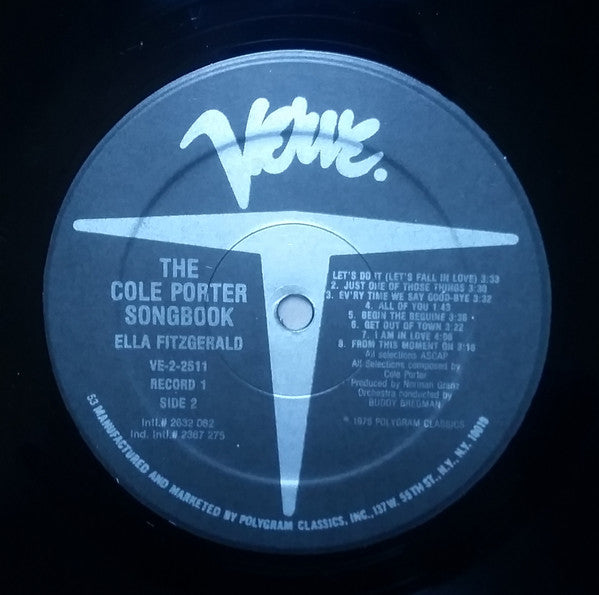 Verve.
THE
COLE PORTER
SONGBOOK
ELLA FITZGERALD
VE-2-2511
RECORD 1
SIDE 2
Intl.# 2632 082
Ind. Intl.# 2367 275
LET'S DO IT (LET'S FALL IN LOVE) 3:33
2. JUST ONE OF THOSE THINGS 3:30
3. EV'RY TIME WE SAY GOOD-BYE 3:32
4. ALL OF YOU 1:43
5. BEGIN THE BEGUINE 3:36
6. GET OUT OF TOWN 3:22
7. I AM IN LOVE 4:06
8. FROM THIS MOMENT ON 3:16
All selections ASCAP
All Selections composed by
Cole Porter
Produced by Norman Granz
Orchestra conducted by
BUDDY BREGMAN
℗ 1976 POLYGRAM CLASSICS
53 MANUFACTURED AND MARKETED BY POLYGRAM CLASSICS, INC., 137 W. 55TH ST., N.Y., N.Y. 10019